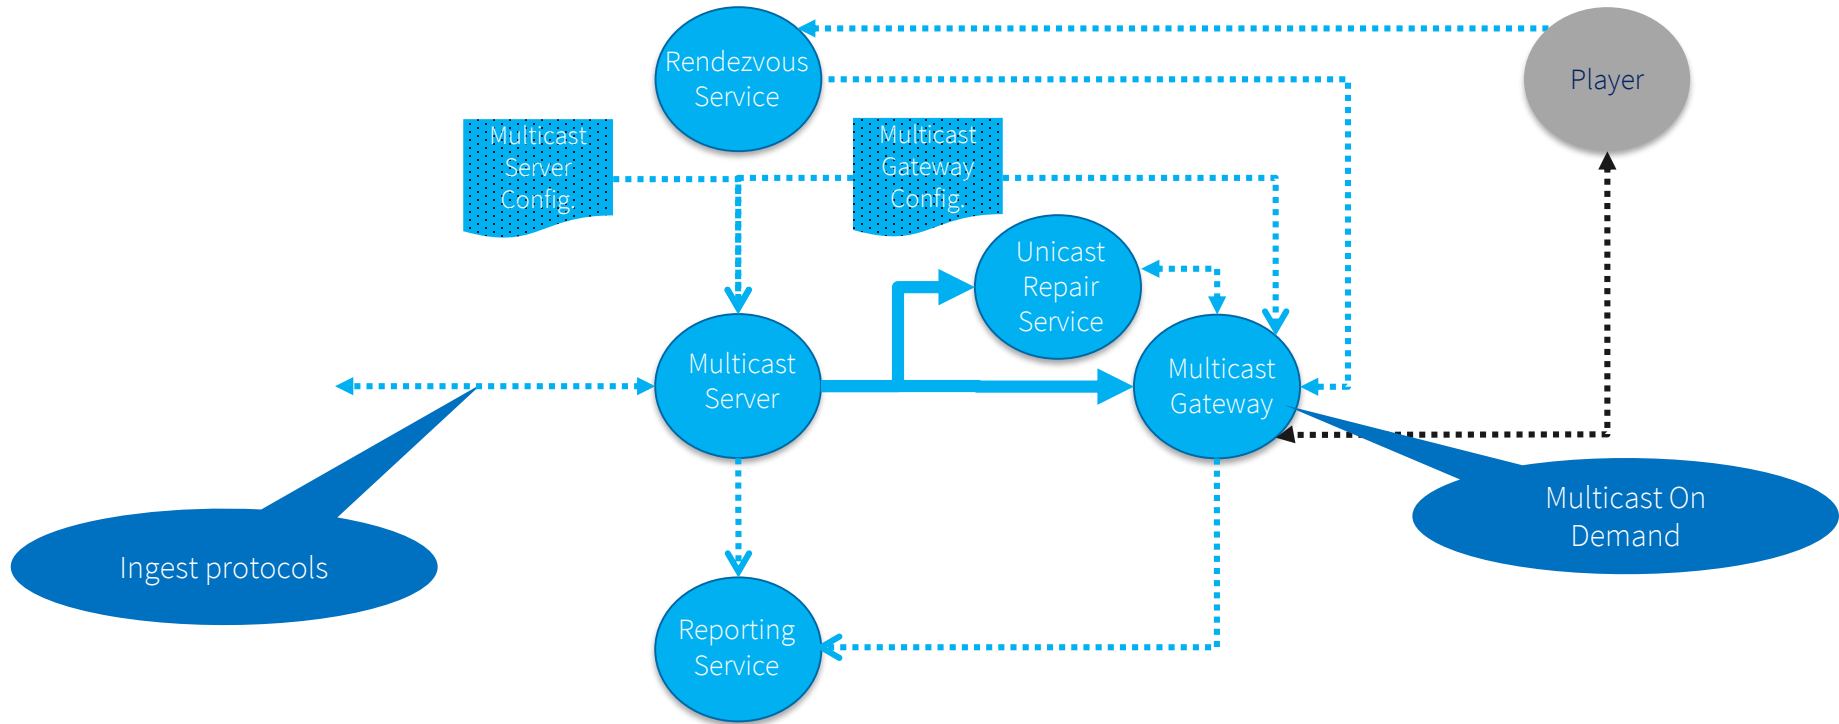 Rendezvous
Service
Player
Multicast
Server
Config.
Multicast
Gateway
Config.
Unicast
Repair
Service
Multicast
Server
Multicast
Gateway
Multicast On
Demand
Ingest protocols
Reporting
Service